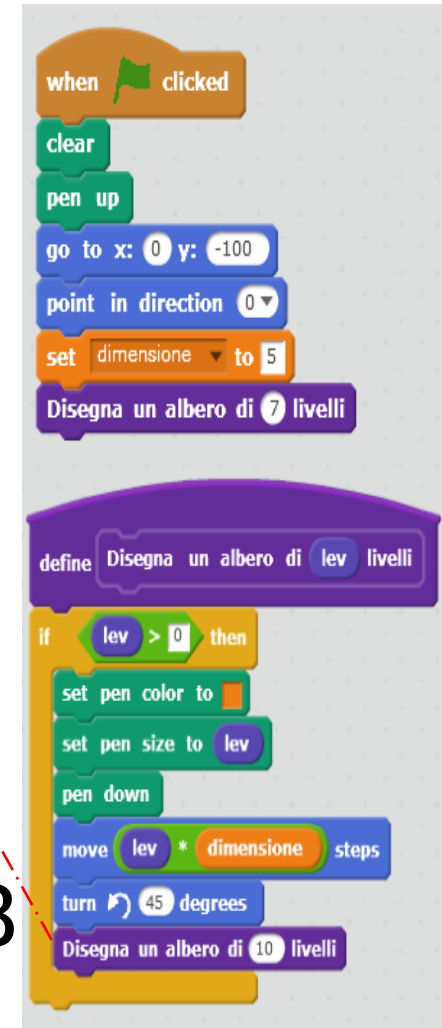 when clicked
clear
pen up
go to x: 0 y: -100
point in direction 0
set dimensione to 5
Disegna un albero di 7 livelli
define Disegna un albero di lev livelli
if lev > 0 then
set pen color to
set pen size to lev
pen down
move lev * dimensione steps
turn 45 degrees
3
Disegna un albero di 10 livelli